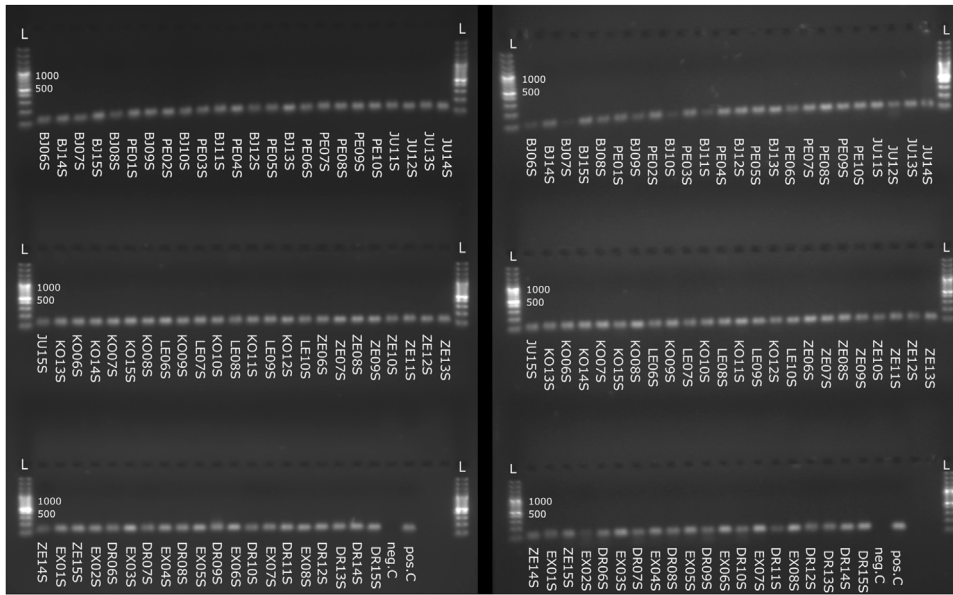 L L
1000
500
BJ06S BJ14S BJ07S BJ15S BJ08S PE01S BJ09S PE02S BJ10S PE03S BJ11S PE04S BJ12S PE05S BJ13S PE06S PE07S PE08S PE09S PE10S JU11S JU12S JU13S JU14S
L L
1000
500
JU15S KO13S KO06S KO14S KO07S KO15S KO08S LE06S KO09S LE07S KO10S LE08S KO11S LE09S KO12S LE10S ZE06S ZE07S ZE08S ZE09S ZE10S ZE11S ZE12S ZE13S
L L
1000
500
ZE14S EX01S ZE15S EX02S DR06S EX03S DR07S EX04S DR08S EX05S DR09S EX06S DR10S EX07S DR11S EX08S DR12S DR13S DR14S DR15S neg.C pos.C
L L
1000
500
BJ06S BJ14S BJ07S BJ15S BJ08S PE01S BJ09S PE02S BJ10S PE03S BJ11S PE04S BJ12S PE05S BJ13S PE06S PE07S PE08S PE09S PE10S JU11S JU12S JU13S JU14S
L L
1000
500
JU15S KO13S KO06S KO14S KO07S KO15S KO08S LE06S KO09S LE07S KO10S LE08S KO11S LE09S KO12S LE10S ZE06S ZE07S ZE08S ZE09S ZE10S ZE11S ZE12S ZE13S
L L
1000
500
ZE14S EX01S ZE15S EX02S DR06S EX03S DR07S EX04S DR08S EX05S DR09S EX06S DR10S EX07S DR11S EX08S DR12S DR13S DR14S DR15S neg.C pos.C